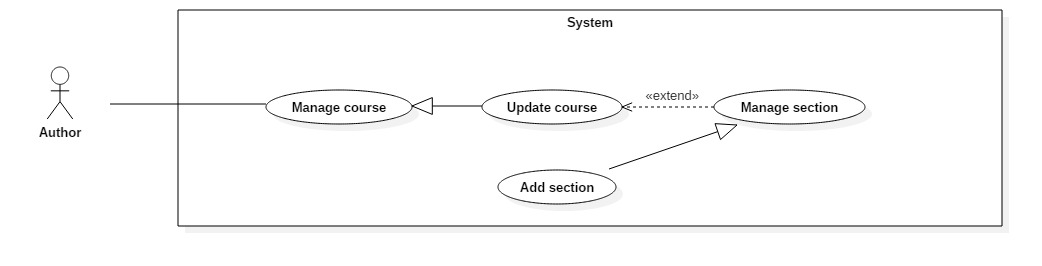 System
Author
Manage course
Update course
«extend»
Manage section
Add section